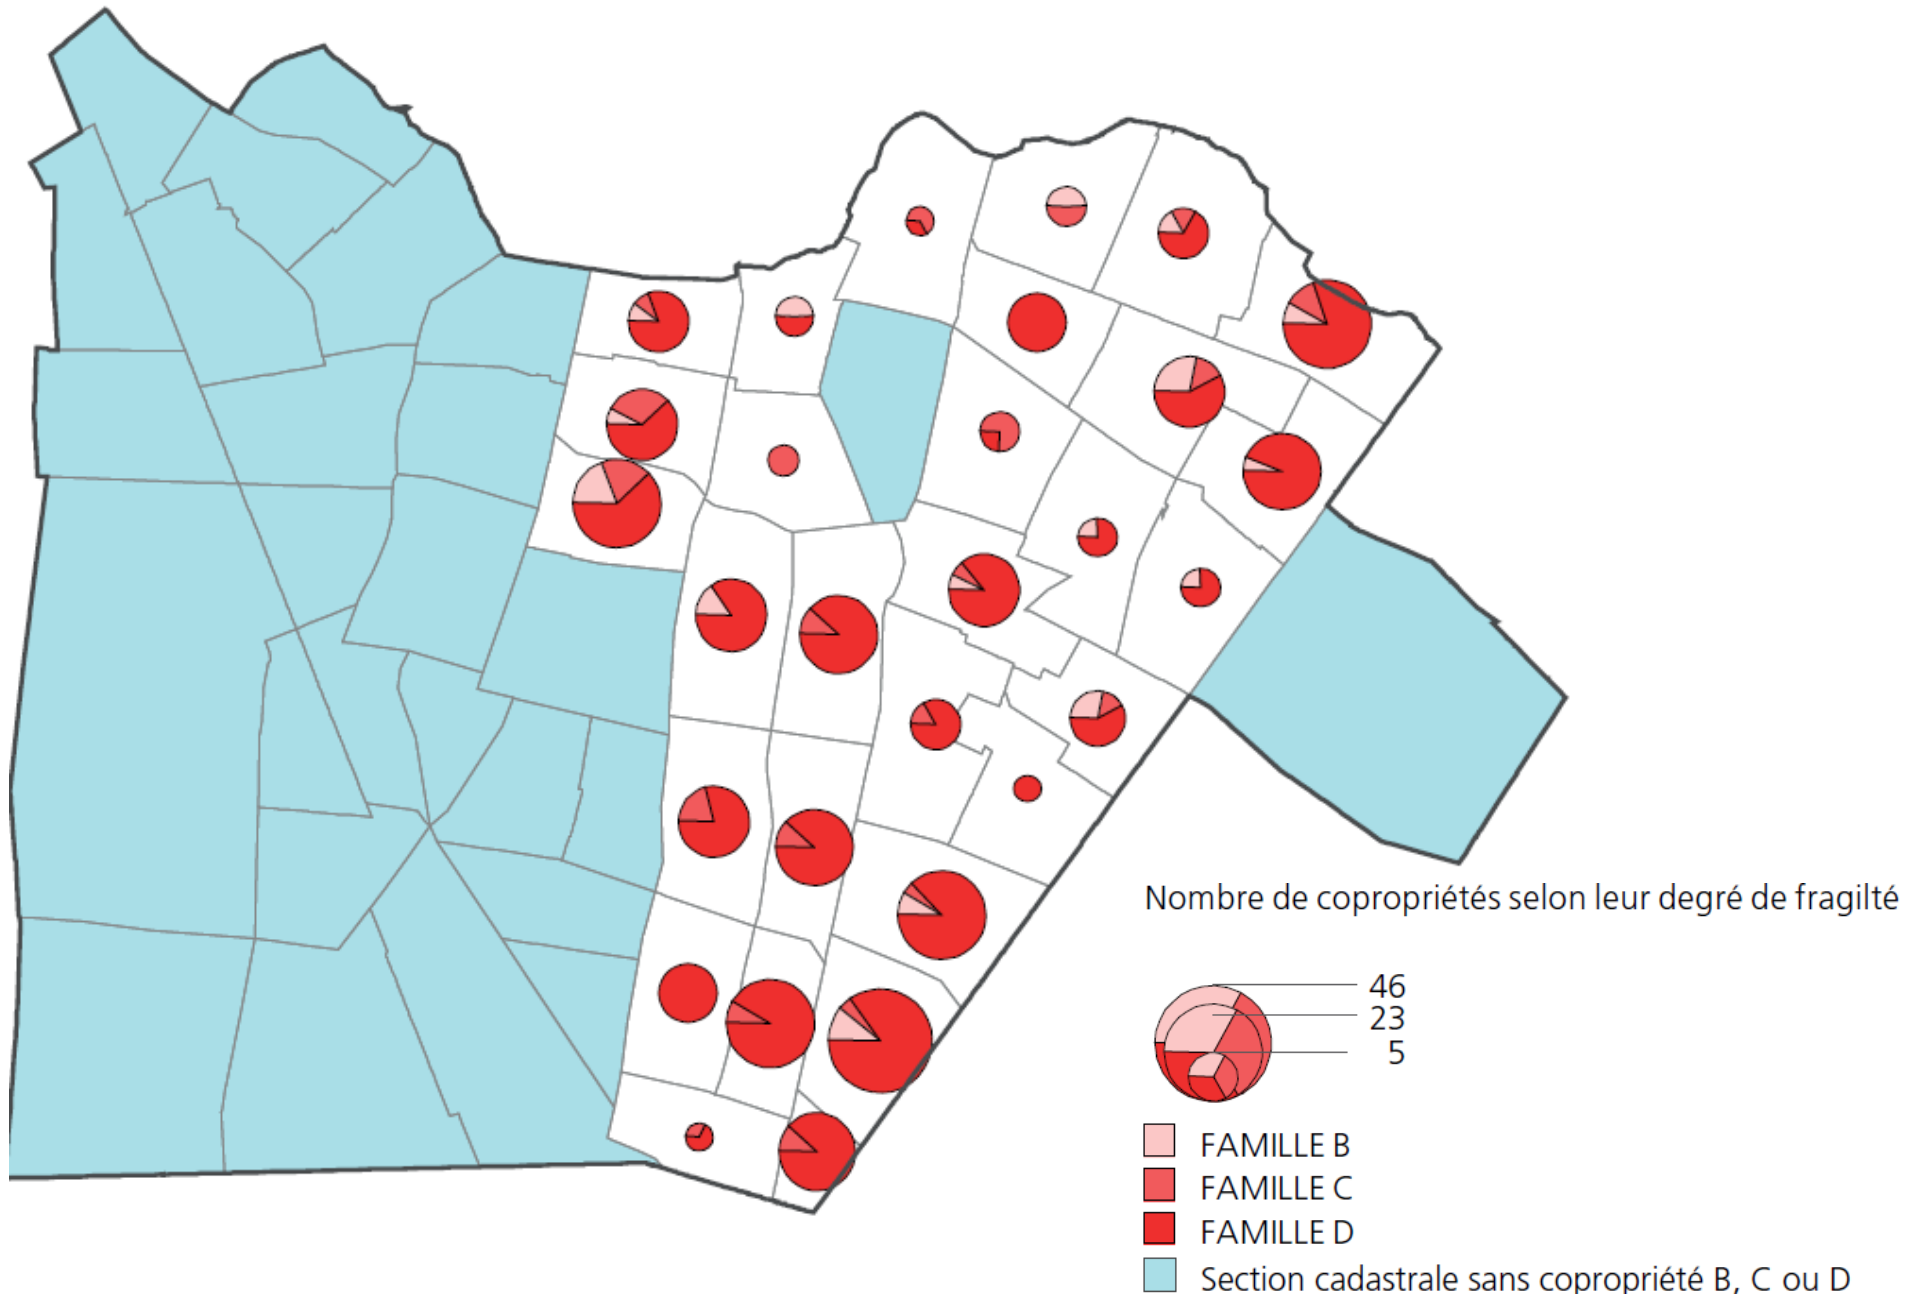 Nombre de copropriétés selon leur degré de fragilté
46
23
5
FAMILLE B
FAMILLE C
FAMILLE D
Section cadastrale sans copropriété B, C ou D